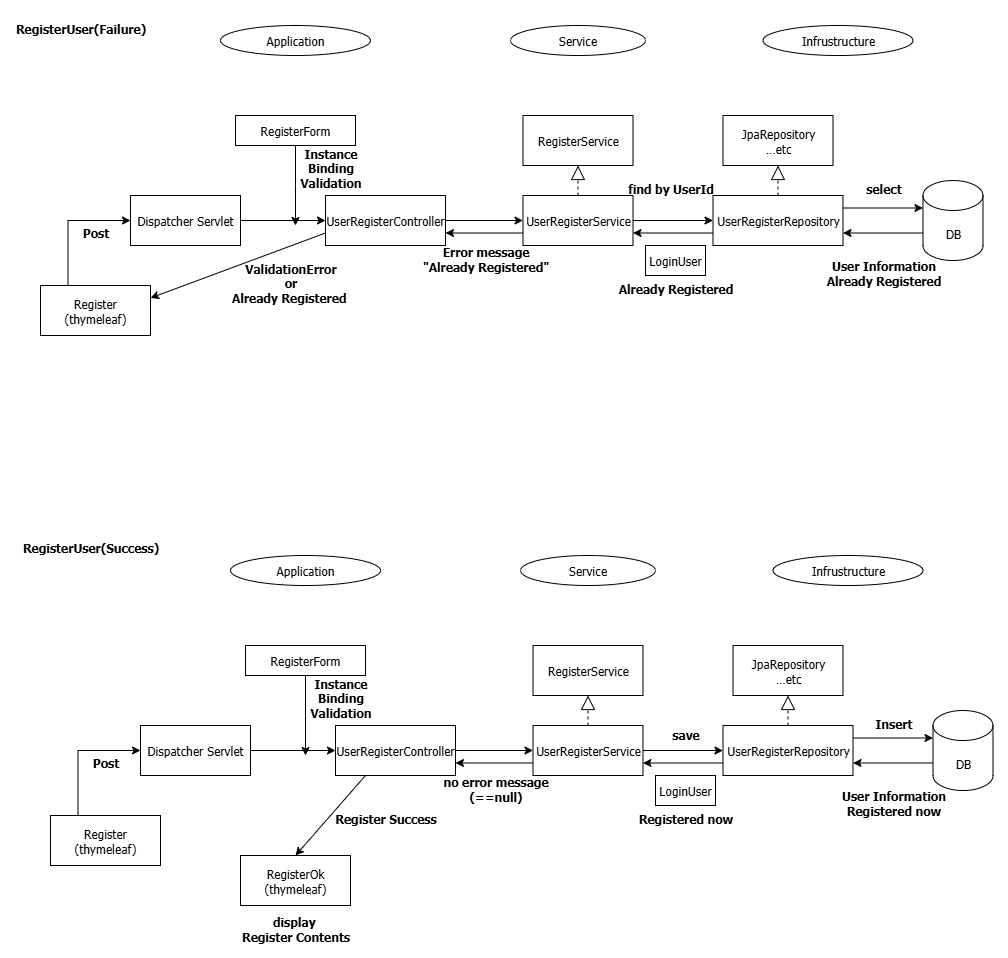 RegisterUser(Failure)
Application
Service
Infrustructure
RegisterForm
Instance
Binding
Validation
RegisterService
JpaRepository
...etc
Post
Dispatcher Servlet
UserRegisterController
UserRegisterService
find by UserId
UserRegisterRepository
select
DB
Error message
"Already Registered"
LoginUser
Already Registered
User Information
Already Registered
ValidationError
or
Already Registered
Register
(thymeleaf)
RegisterUser(Success)
Application
Service
Infrustructure
RegisterForm
Instance
Binding
Validation
RegisterService
JpaRepository
...etc
Post
Dispatcher Servlet
UserRegisterController
UserRegisterService
save
UserRegisterRepository
Insert
DB
no error message
(==null)
LoginUser
Registered now
User Information
Registered now
Register
(thymeleaf)
Register Success
RegisterOk
(thymeleaf)
display
Register Contents